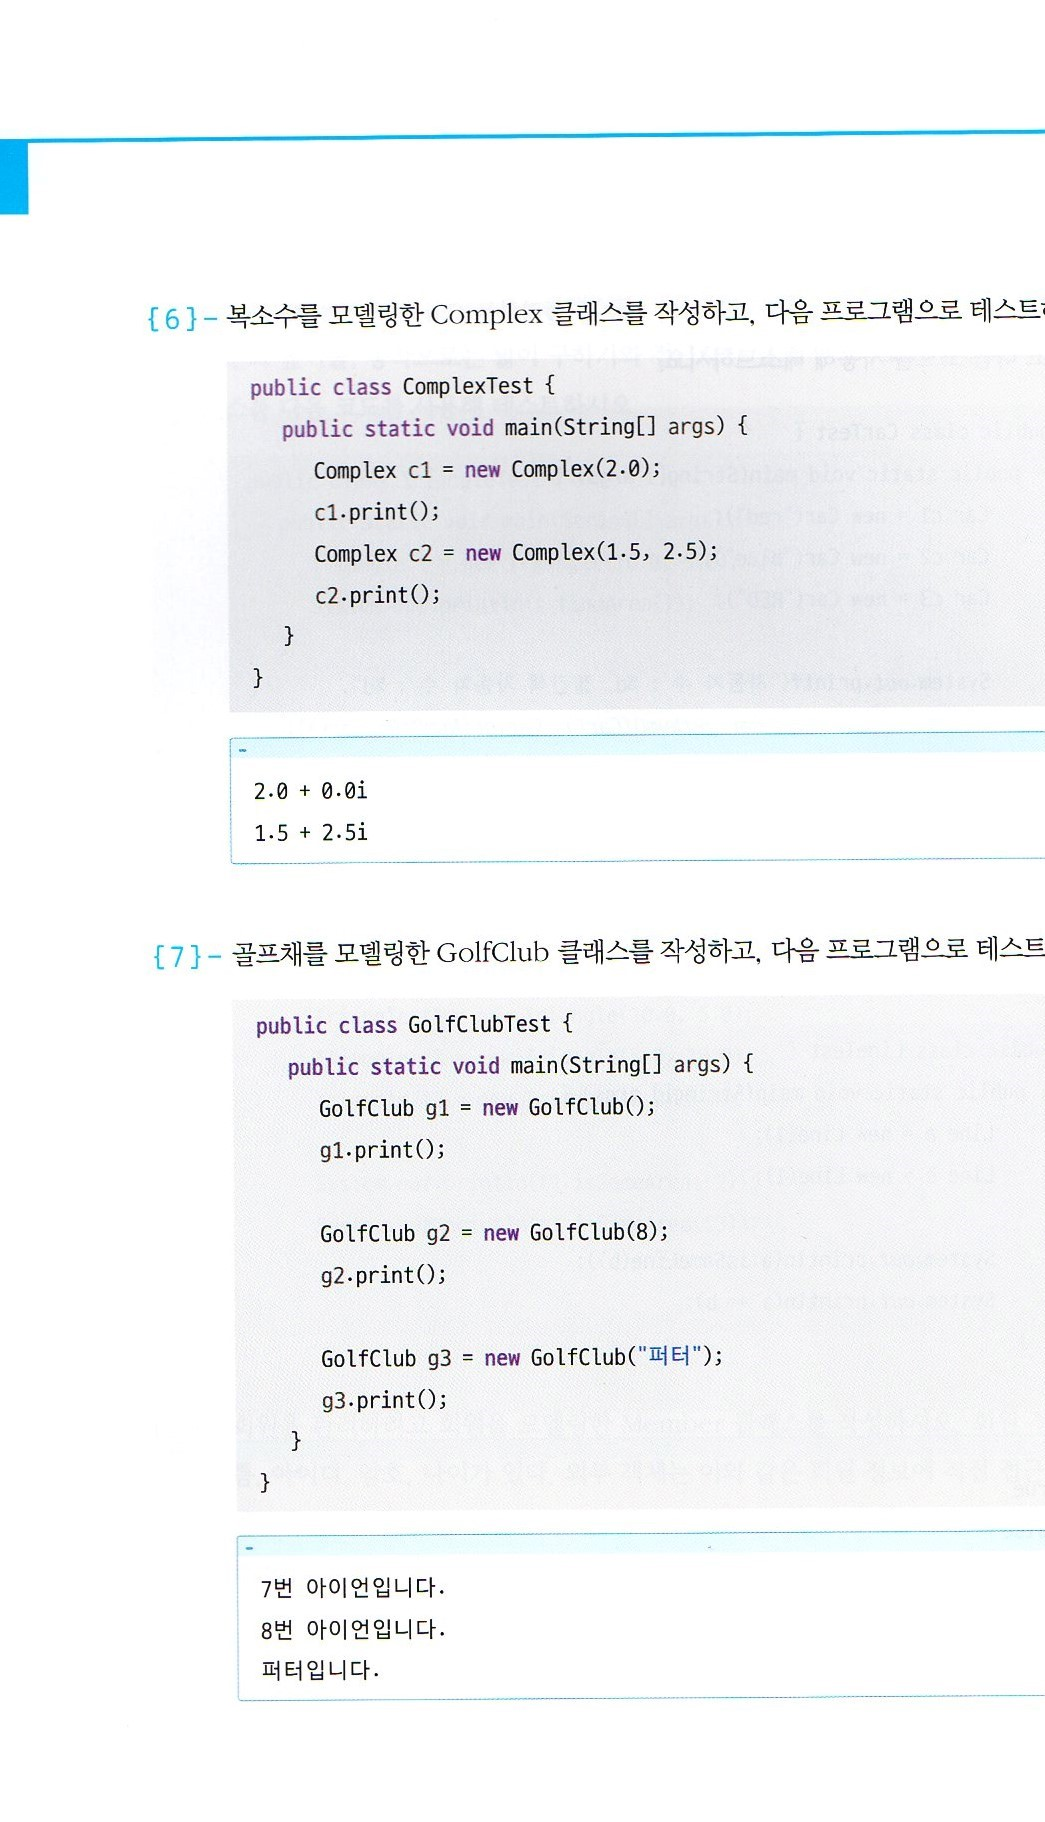 {6}– 복소수를 모델링한 Complex 클래스를 작성하고, 다음 프로그램으로 테스트
public class ComplexTest {
public static void main(String[] args) {
Complex c1 = new Complex(2.0);
c1.print();
Complex c2 = new Complex(1.5, 2.5);
c2.print();
}
}
2.0 + 0.0i
1.5 + 2.5i
{7}– 골프채를 모델링한 GolfClub 클래스를 작성하고, 다음 프로그램으로 테스트
public class GolfClubTest {
public static void main(String[] args) {
GolfClub g1 = new GolfClub();
g1.print();
GolfClub g2 = new GolfClub(8);
g2.print();
GolfClub g3 = new GolfClub("퍼터");
g3.print();
}
}
7번 아이언입니다.
8번 아이언입니다.
퍼터입니다.